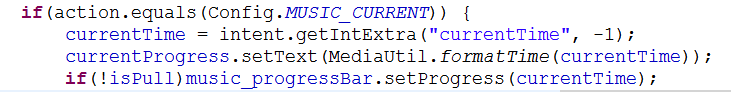 if(action.equals(Config.MUSIC_CURRENT)) {
currentTime = intent.getIntExtra("currentTime", -1);
currentProgress.setText(MediaUtil.formatTime(currentTime));
if(!isPull)music_progressBar.setProgress(currentTime);